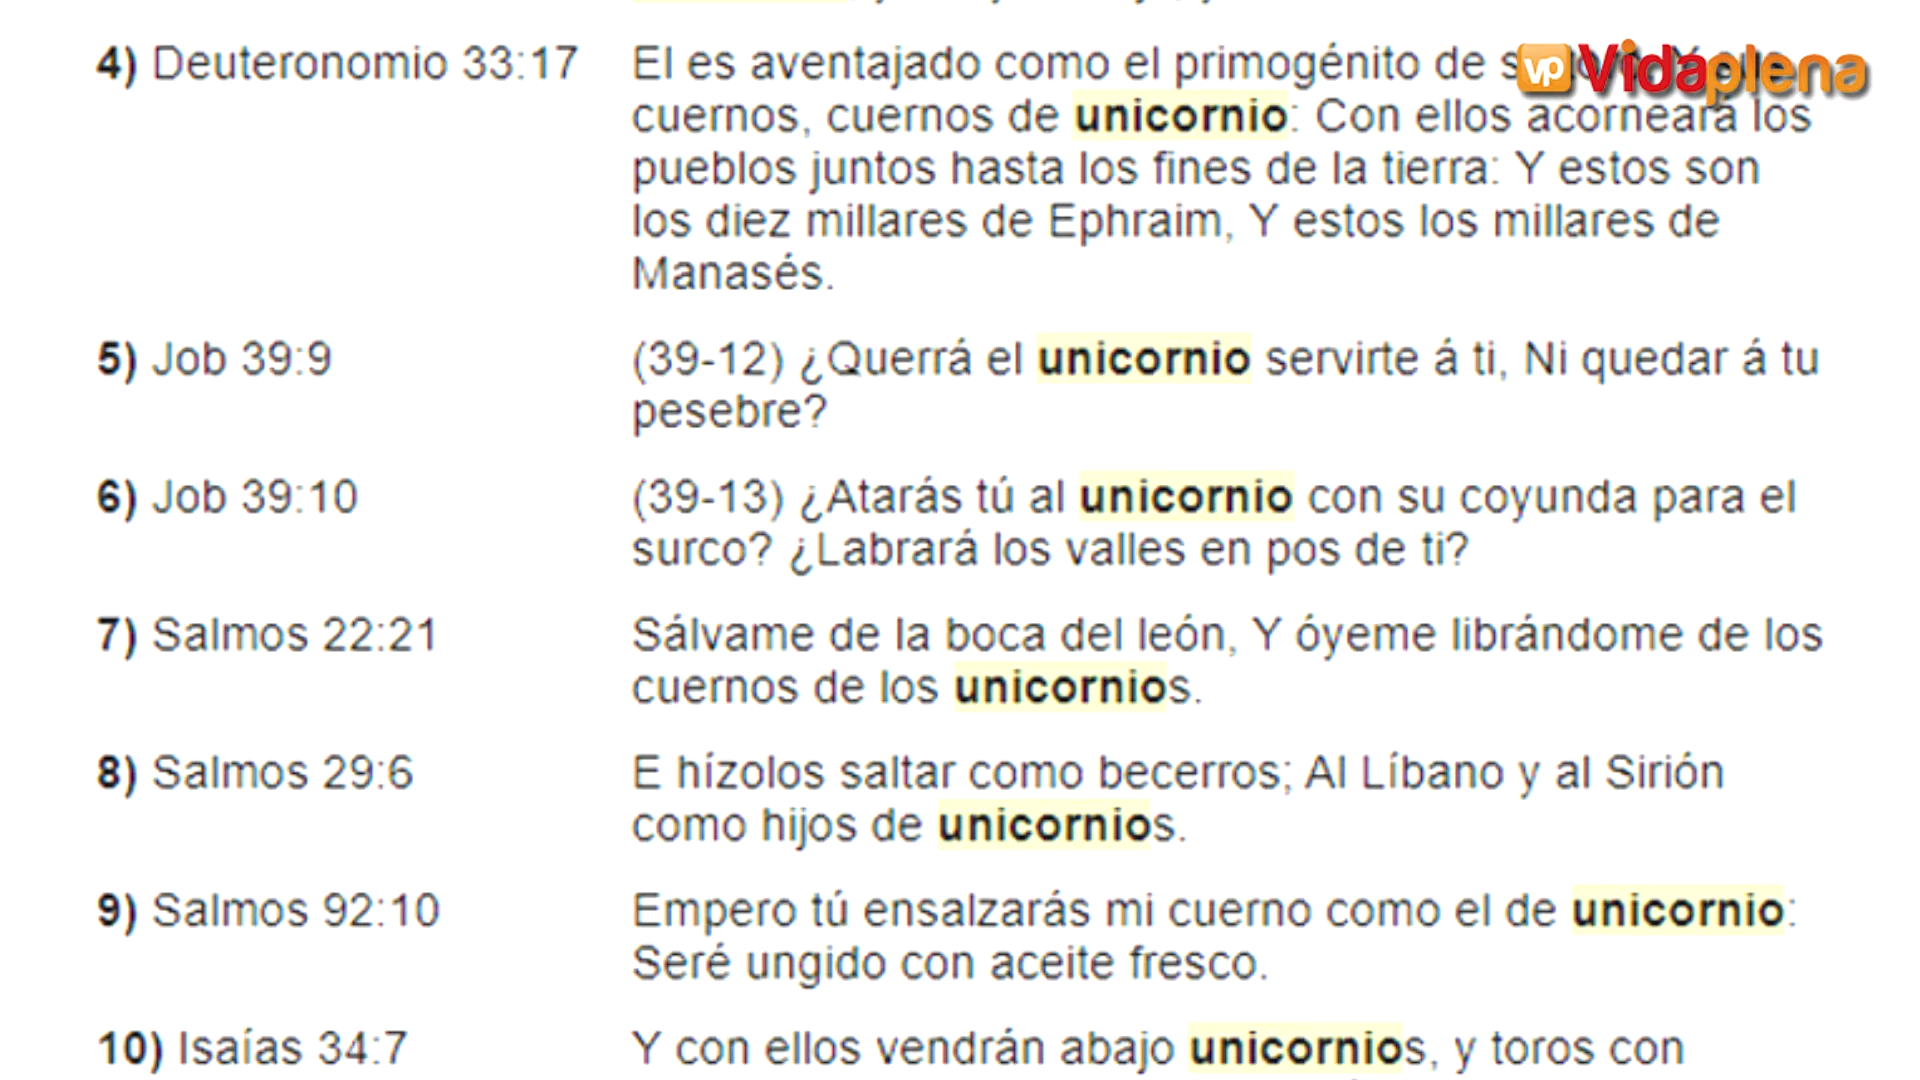 4) Deuteronomio 33:17 El es aventajado como el primogénito de
vp Vidaplena
cuernos, cuernos de unicornio: Con ellos acorneará los
pueblos juntos hasta los fines de la tierra: Y estos son
los diez millares de Ephraim, Y estos los millares de
Manasés.
5) Job 39:9 (39-12) ¿Querrá el unicornio servirte á ti, Ni quedar á tu
pesebre?
6) Job 39:10 (39-13) ¿Atarás tú al unicornio con su coyunda para el
surco? ¿Labrará los valles en pos de ti?
7) Salmos 22:21 Sálvame de la boca del león, Y óyeme librándome de los
cuernos de los unicornios.
8) Salmos 29:6 E hízolos saltar como becerros; Al Líbano y al Sirión
como hijos de unicornios.
9) Salmos 92:10 Empero tú ensalzarás mi cuerno como el de unicornio:
Seré ungido con aceite fresco.
10) Isaías 34:7 Y con ellos vendrán abajo unicornios, y toros con